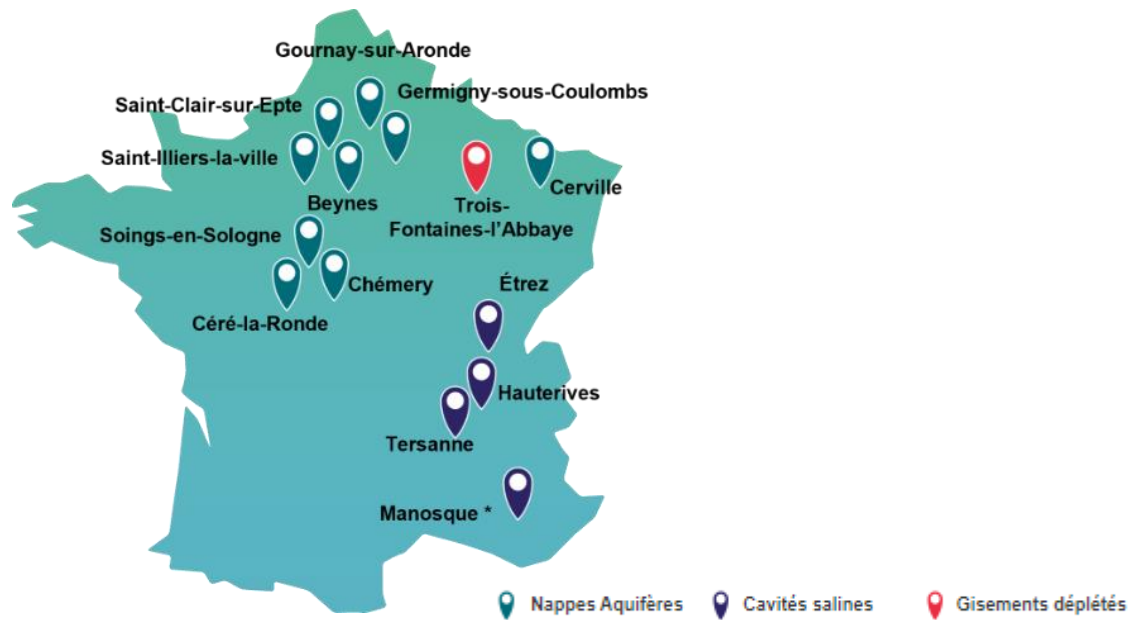 Gournay-sur-Aronde
Germigny-sous-Coulombs
Saint-Clair-sur-Epte
Saint-Illiers-la-ville
Cerville
Beynes
Trois-
Fontaines-l'Abbaye
Soings-en-Sologne
Chémery
Étrez
Céré-la-Ronde
Hauterives
Tersanne
Manosque *
Nappes Aquifères
Cavités salines
Gisements déplétés